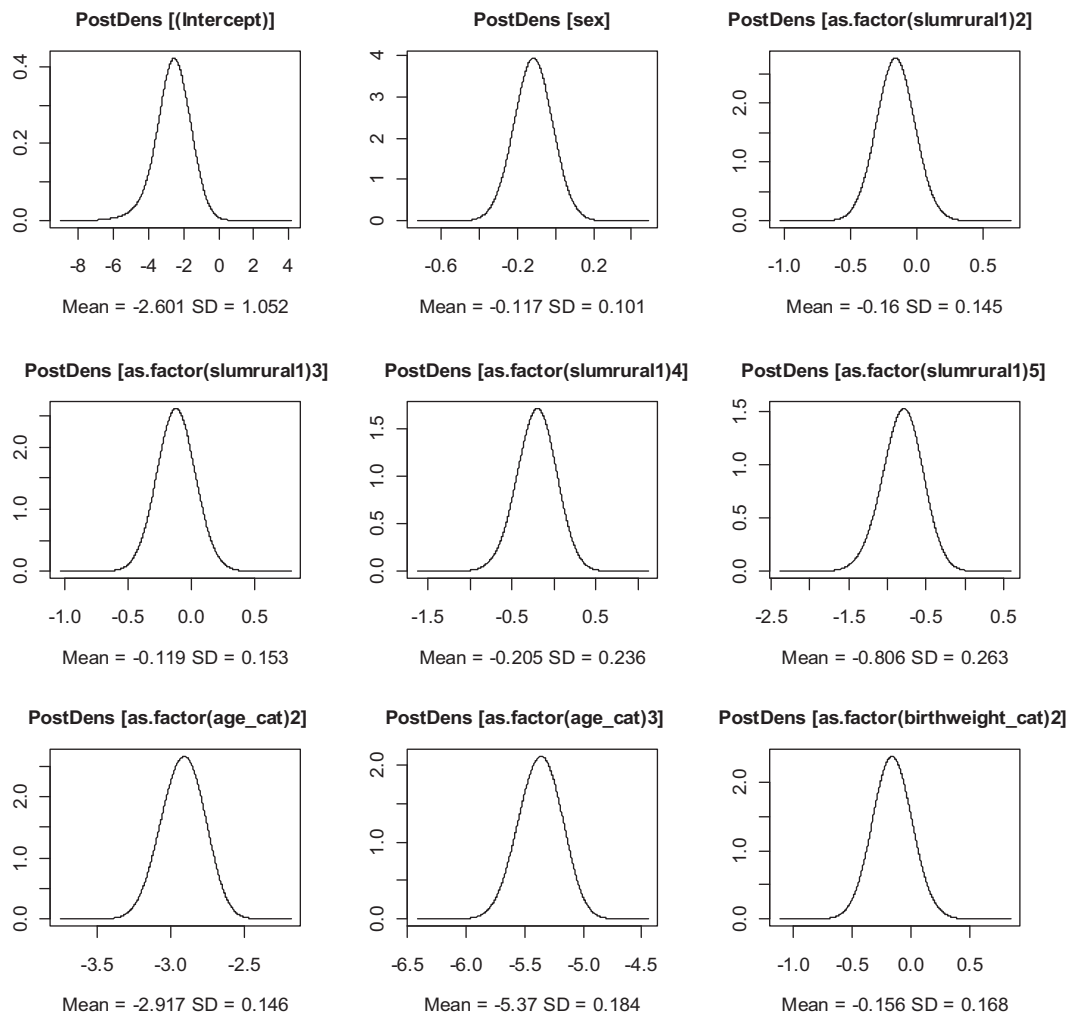 PostDens [(Intercept)]
0.0 0.2 0.4
-8 -6 -4 -2 0 2 4
Mean = -2.601 SD = 1.052
PostDens [sex]
0 1 2 3 4
-0.6 -0.2 0.2
Mean = -0.117 SD = 0.101
PostDens [as.factor(slumrural1)2]
0.0 1.0 2.0
-1.0 -0.5 0.0 0.5
Mean = -0.16 SD = 0.145
PostDens [as.factor(slumrural1)3]
0.0 1.0 2.0
-1.0 -0.5 0.0 0.5
Mean = -0.119 SD = 0.153
PostDens [as.factor(slumrural1)4]
0.0 0.5 1.0 1.5
-1.5 -0.5 0.5
Mean = -0.205 SD = 0.236
PostDens [as.factor(slumrural1)5]
0.0 0.5 1.0 1.5
-2.5 -1.5 -0.5 0.5
Mean = -0.806 SD = 0.263
PostDens [as.factor(age_cat)2]
0.0 1.0 2.0
-3.5 -3.0 -2.5
Mean = -2.917 SD = 0.146
PostDens [as.factor(age_cat)3]
0.0 1.0 2.0
-6.5 -6.0 -5.5 -5.0 -4.5
Mean = -5.37 SD = 0.184
PostDens [as.factor(birthweight_cat)2]
0.0 1.0 2.0
-1.0 -0.5 0.0 0.5
Mean = -0.156 SD = 0.168